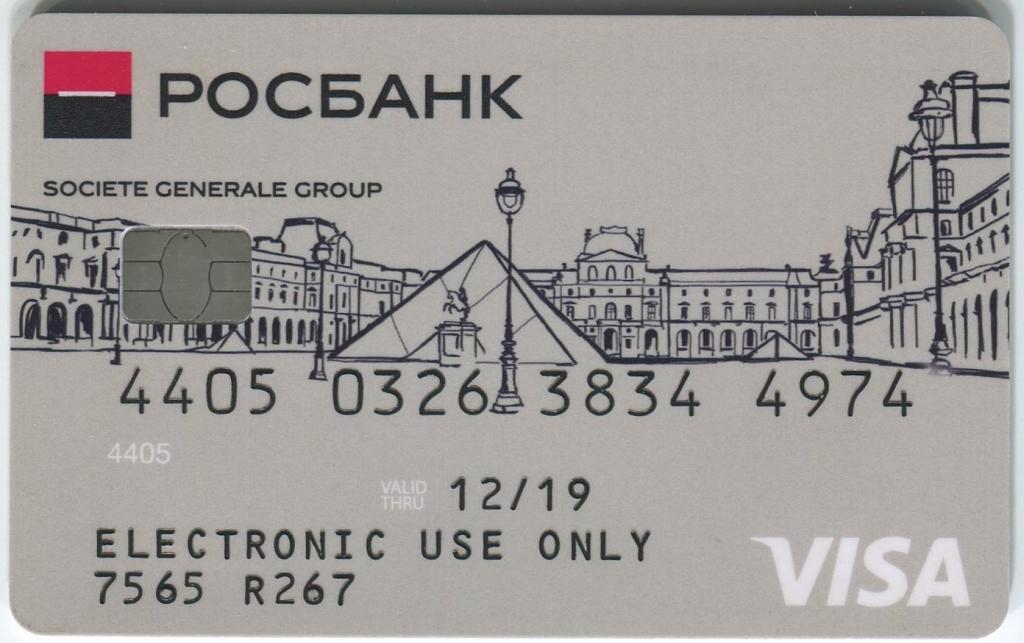 РОСБАНК
SOCIETE GENERALE GROUP
4405 0326 3834 4974
4405
VALID THRU 12/19
ELECTRONIC USE ONLY
7565 R267
VISA